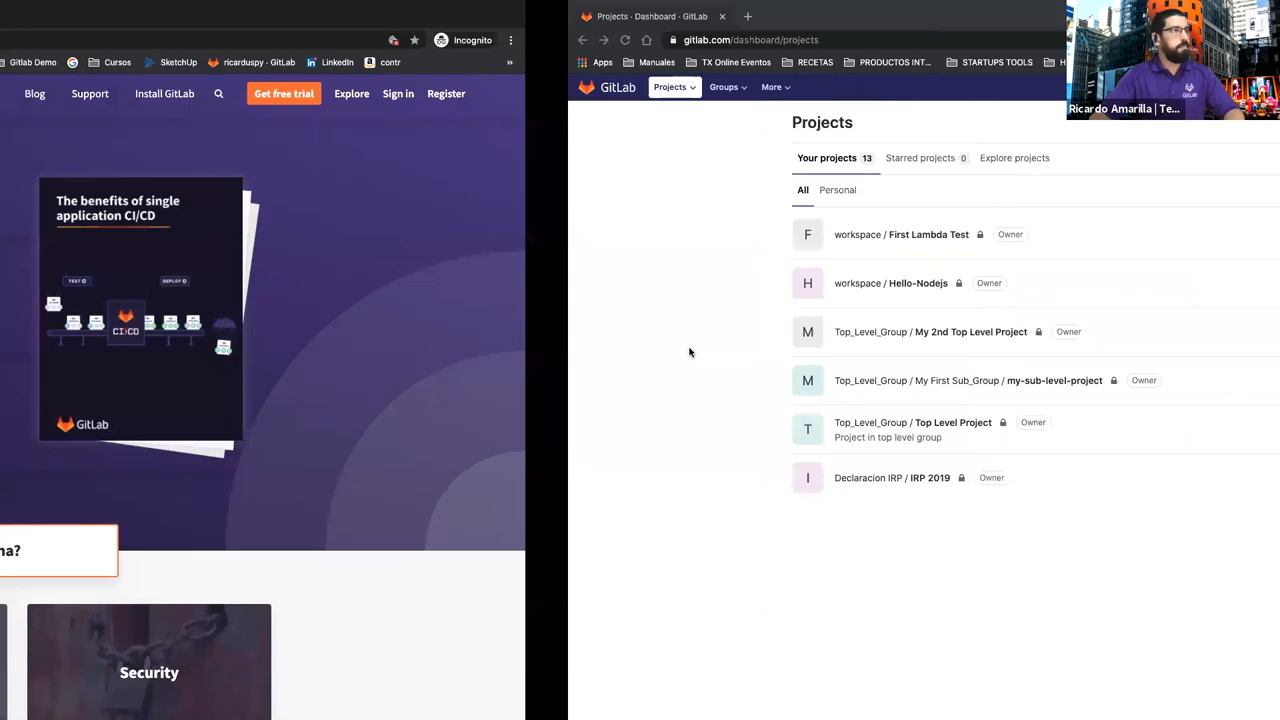 Incognito
Gitlab Demo
Cursos
SketchUp
ricarduspy · GitLab
LinkedIn
contr
»
Blog
Support
Install GitLab
Get free trial
Explore
Sign in
Register
The benefits of single
application CI/CD
TEST
DEPLOY
CI/CD
GitLab
na?
Security
Projects · Dashboard · GitLab
gitlab.com/dashboard/projects
Apps
Manuales
TX Online Eventos
RECETAS
PRODUCTOS INT...
STARTUPS TOOLS
H
GitLab
Projects
Groups
More
GitLab
Ricardo Amarilla | Te...
Projects
Your projects 13
Starred projects 0
Explore projects
All
Personal
F
workspace / First Lambda Test
Owner
H
workspace / Hello-Nodejs
Owner
M
Top_Level_Group / My 2nd Top Level Project
Owner
M
Top_Level_Group / My First Sub_Group / my-sub-level-project
Owner
T
Top_Level_Group / Top Level Project
Owner
Project in top level group
I
Declaracion IRP / IRP 2019
Owner